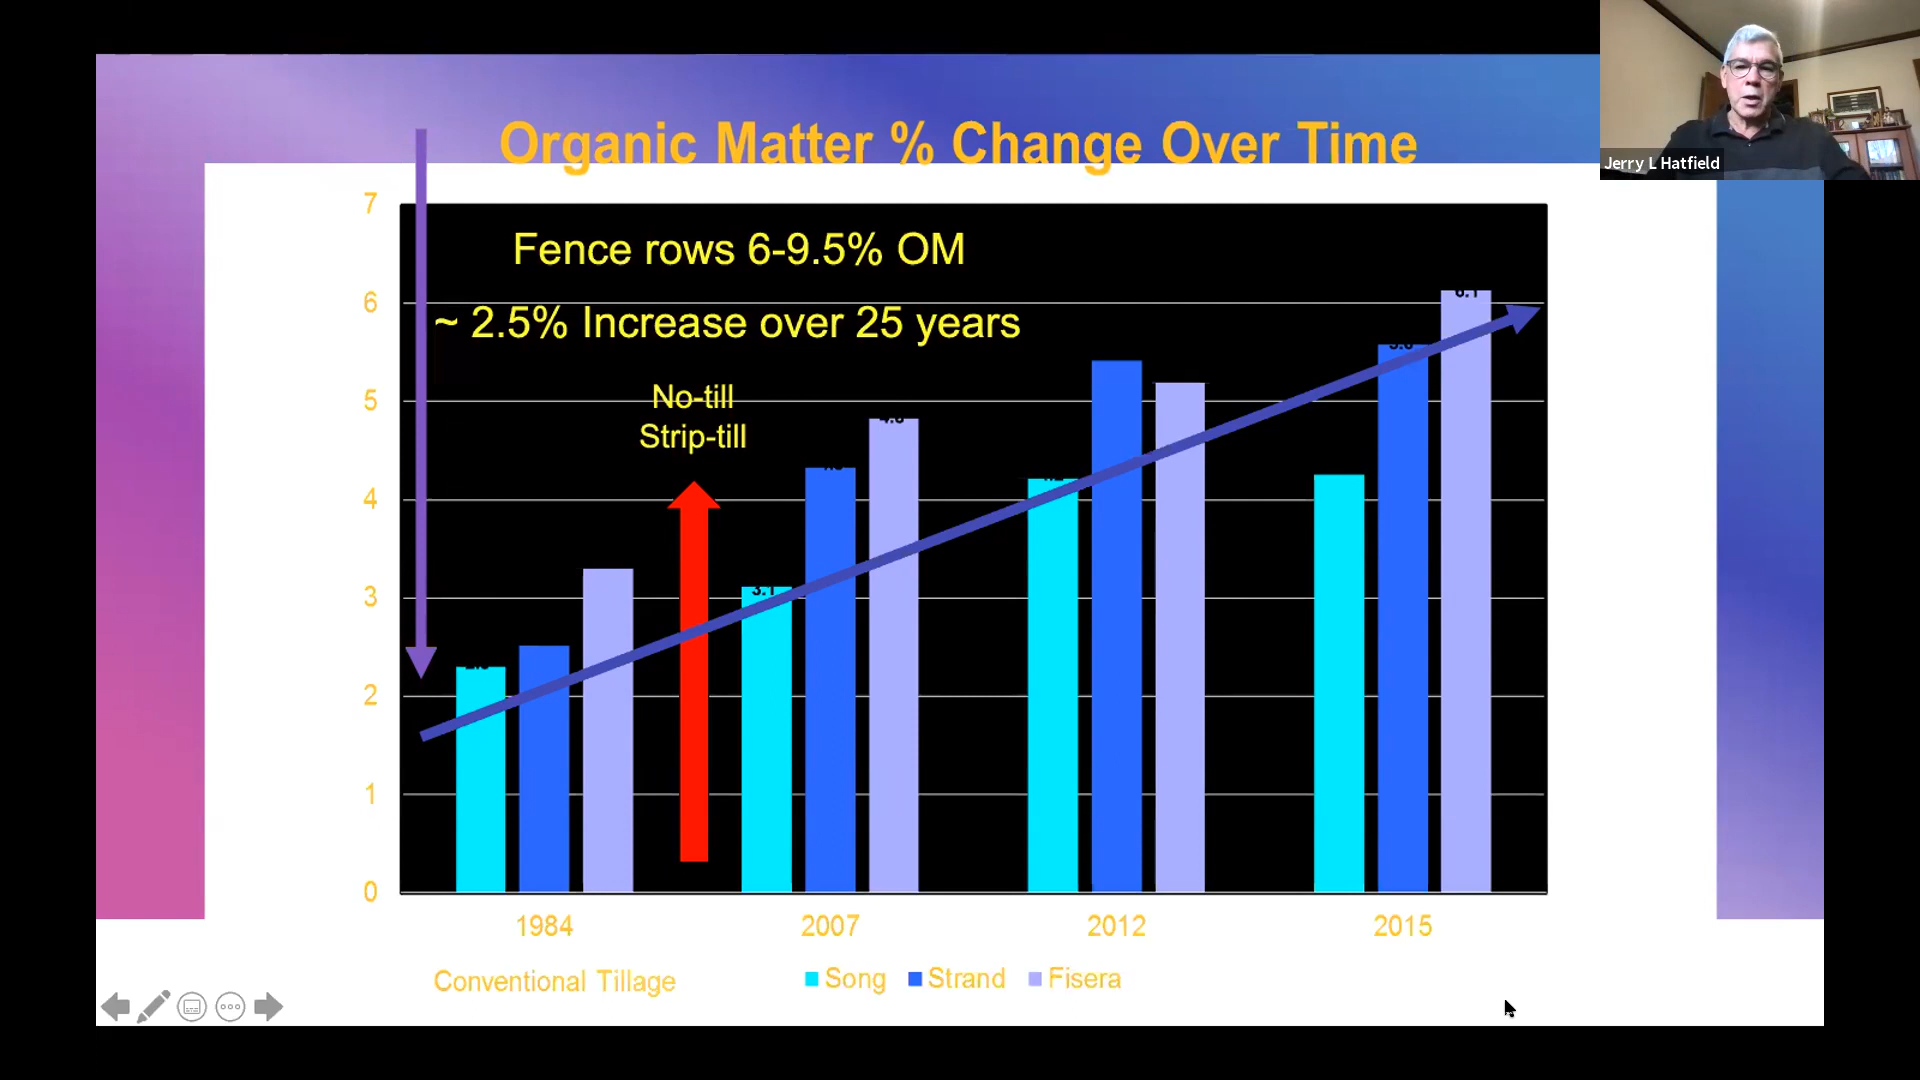 Organic Matter % Change Over Time
Jerry L Hatfield
7
Fence rows 6-9.5% OM
6
~ 2.5% Increase over 25 years
No-till
5
Strip-till
4
3
3.1
2
1
0
1984
2007
2012
2015
Conventional Tillage
Song
Strand
Fisera